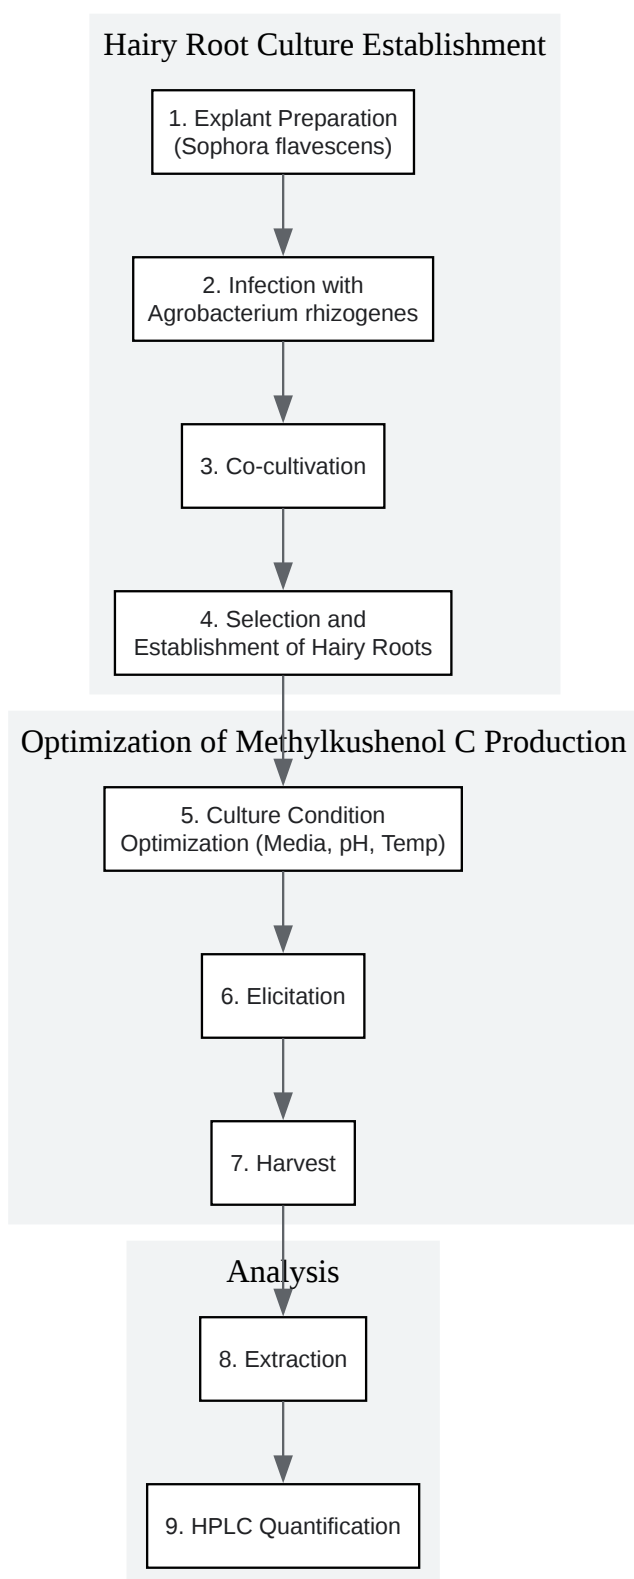 Hairy Root Culture Establishment
1. Explant Preparation
(Sophora flavescens)
2. Infection with
Agrobacterium rhizogenes
3. Co-cultivation
4. Selection and
Establishment of Hairy Roots
Optimization of Methylkushenol C Production
5. Culture Condition
Optimization (Media, pH, Temp)
6. Elicitation
7. Harvest
Analysis
8. Extraction
9. HPLC Quantification